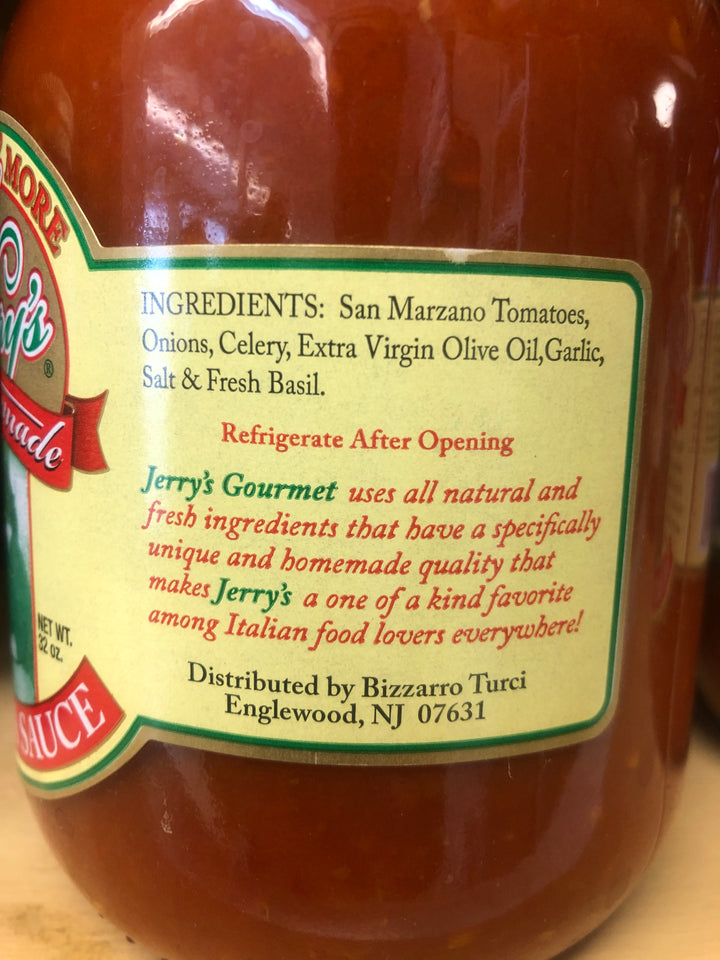 MORE
®
NET WT.
32 oz.
SAUCE
INGREDIENTS: San Marzano Tomatoes,
Onions, Celery, Extra Virgin Olive Oil,Garlic,
Salt & Fresh Basil.
Refrigerate After Opening
Jerry's Gourmet uses all natural and
fresh ingredients that have a specifically
unique and homemade quality that
makes Jerry's a one of a kind favorite
among Italian food lovers everywhere!
Distributed by Bizzarro Turci
Englewood, NJ 07631